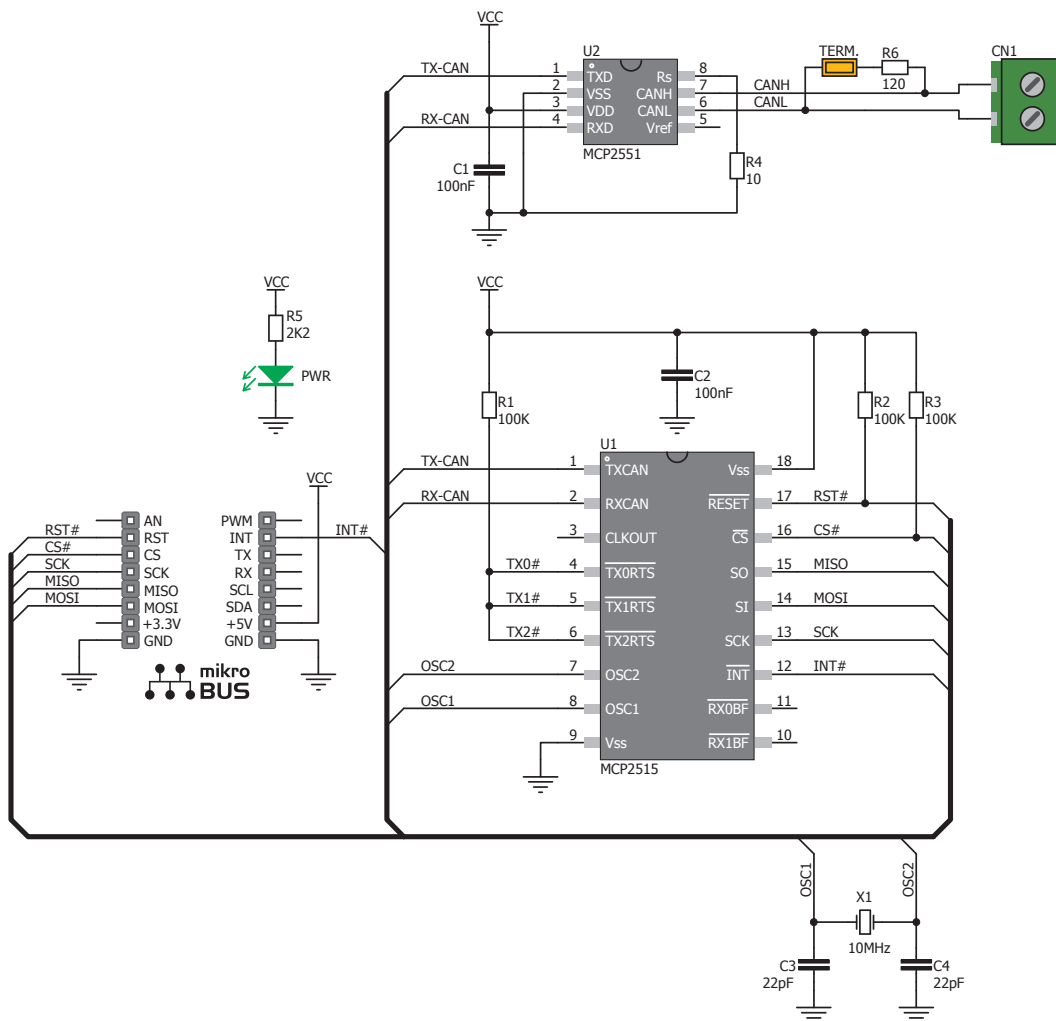 VCC
U2
TERM.
R6
CN1
TX-CAN
1
TXD
Rs
8
2
VSS
CANH
7
CANH
120
3
VDD
CANL
6
CANL
RX-CAN
4
RXD
Vref
5
MCP2551
C1
100nF
R4
10
VCC
R5
2K2
PWR
VCC
R1
100K
C2
100nF
R2
100K
R3
100K
U1
TX-CAN
1
TXCAN
Vss
18
RX-CAN
2
RXCAN
RESET
17
RST#
3
CLKOUT
CS
16
CS#
TX0#
4
TX0RTS
SO
15
MISO
TX1#
5
TX1RTS
SI
14
MOSI
TX2#
6
TX2RTS
SCK
13
SCK
OSC2
7
OSC2
INT
12
INT#
OSC1
8
OSC1
RX0BF
11
9
Vss
RX1BF
10
MCP2515
VCC
AN
PWM
RST#
RST
INT
INT#
CS#
CS
TX
SCK
SCK
RX
MISO
MISO
SCL
MOSI
MOSI
SDA
+3.3V
+5V
GND
GND
mikro
BUS
OSC1
OSC2
X1
10MHz
C3
22pF
C4
22pF